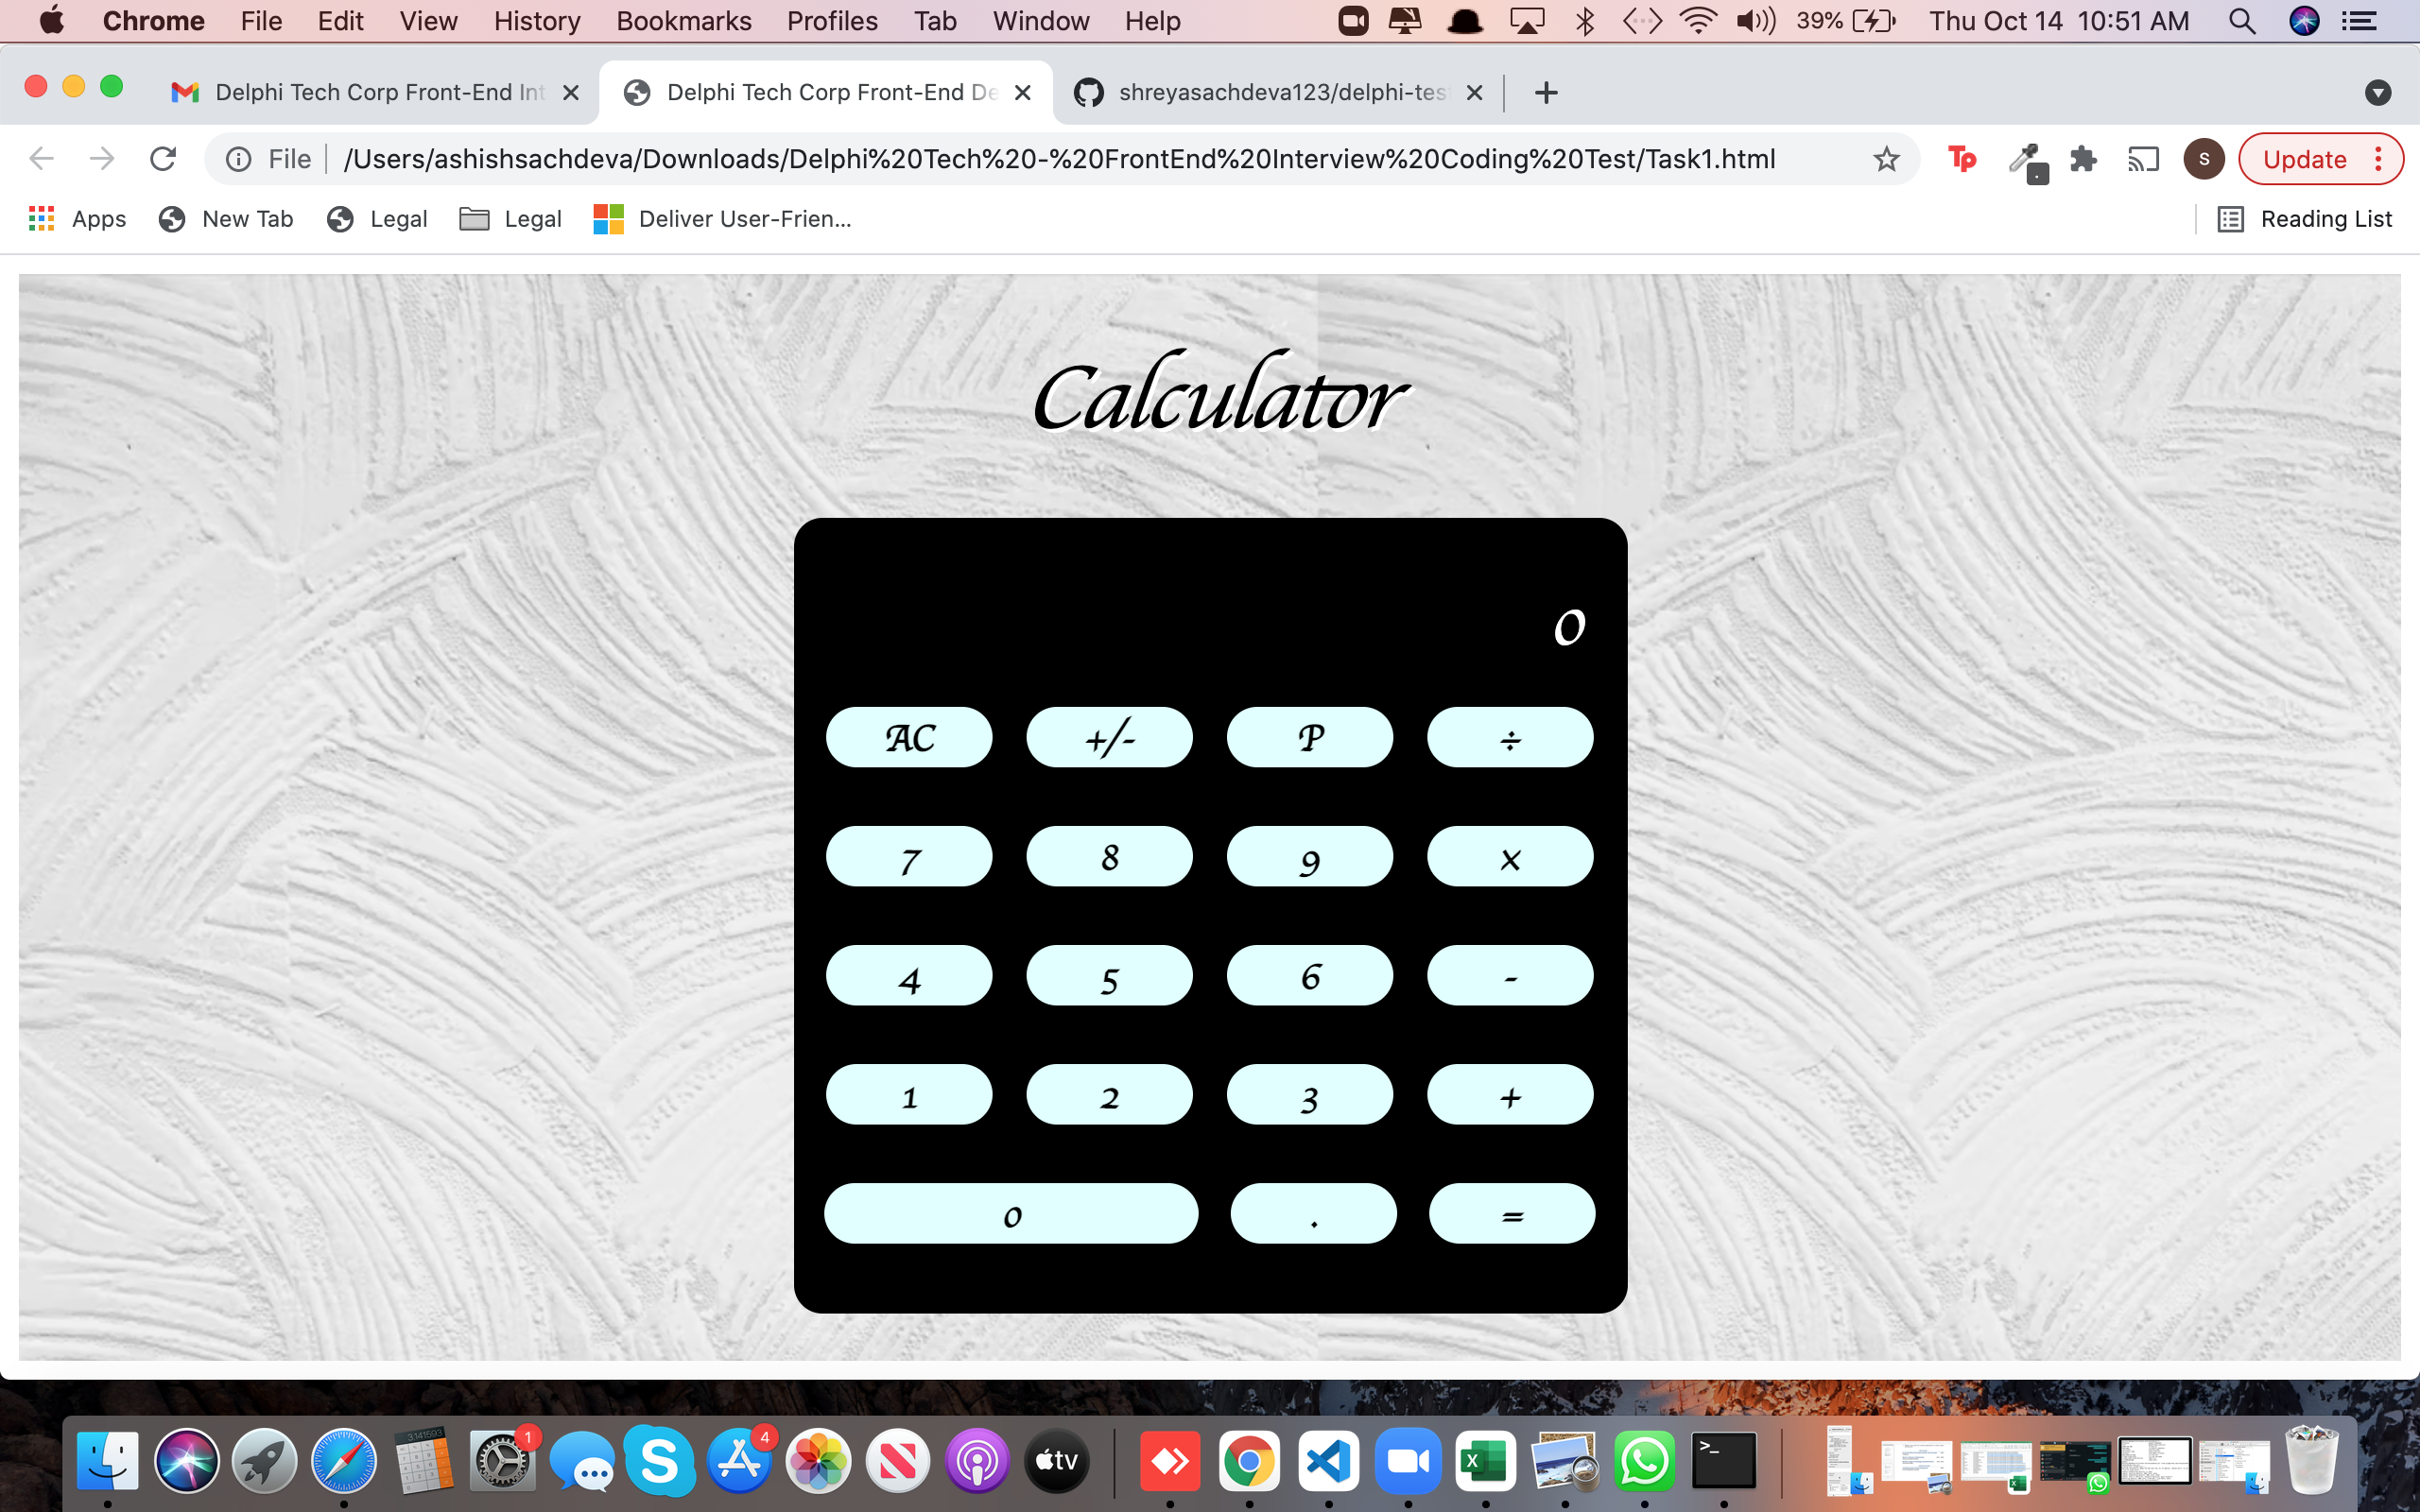 Chrome File Edit View History Bookmarks Profiles Tab Window Help 39% Thu Oct 14 10:51 AM
Delphi Tech Corp Front-End Int Delphi Tech Corp Front-End De shreyasachdeva123/delphi-tes
File /Users/ashishsachdeva/Downloads/Delphi%20Tech%20-%20FrontEnd%20Interview%20Coding%20Test/Task1.html Tp S Update
Apps New Tab Legal Legal Deliver User-Frien... Reading List
Calculator
0
AC +/- P ÷
7 8 9 ×
4 5 6 -
1 2 3 +
0 . =
3.141593 1 S 4 tv X >_